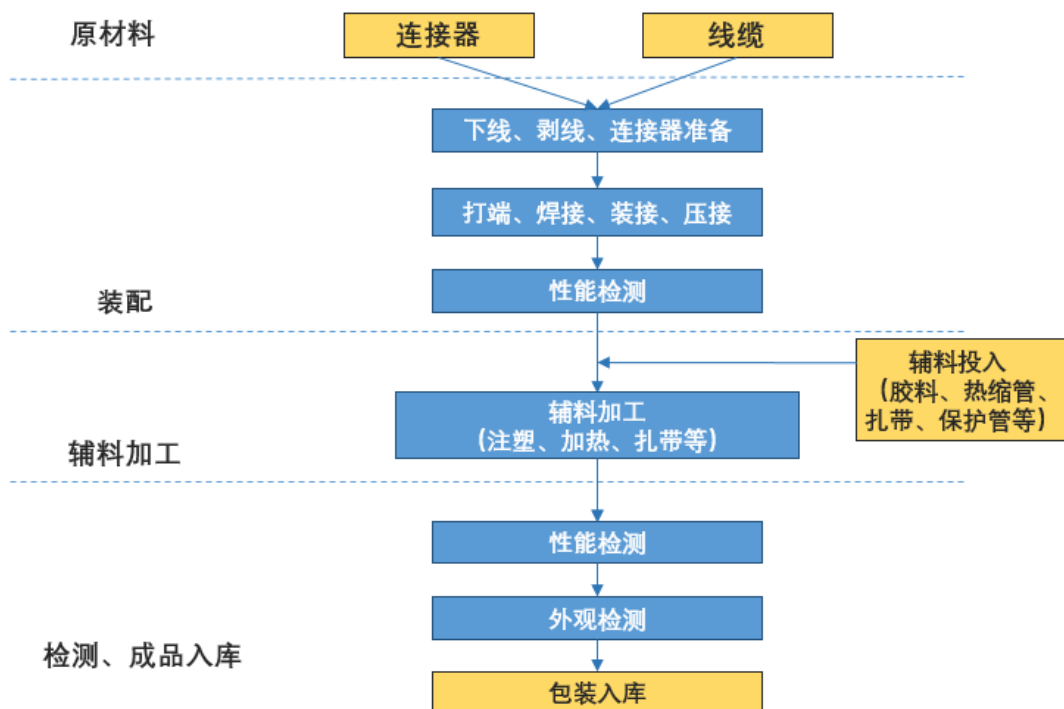 原材料
连接器
线缆
下线、剥线、连接器准备
打端、焊接、装接、压接
性能检测
装配
辅料投入
（胶料、热缩管、
扎带、保护管等）
辅料加工
（注塑、加热、扎带等）
辅料加工
性能检测
外观检测
检测、成品入库
包装入库